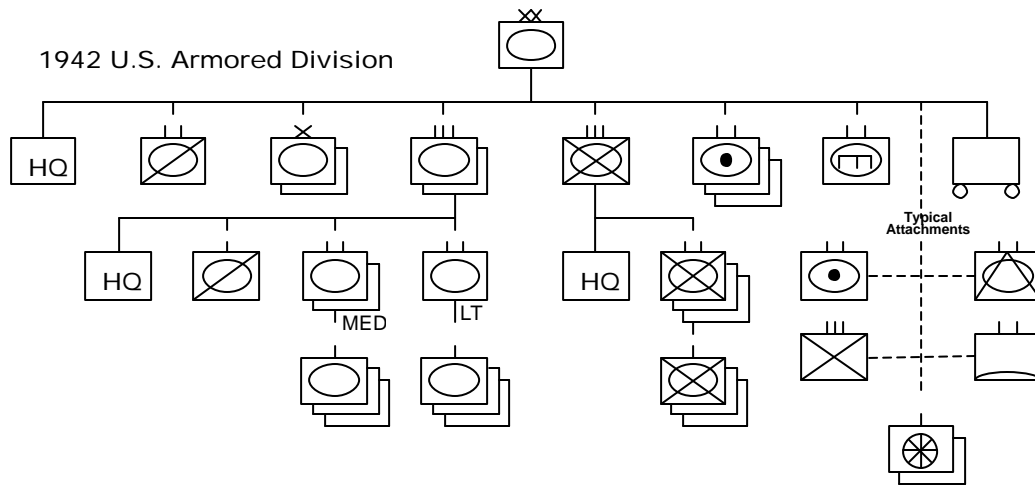 1942 U.S. Armored Division
HQ
Typical
Attachments
HQ
HQ
MED
LT